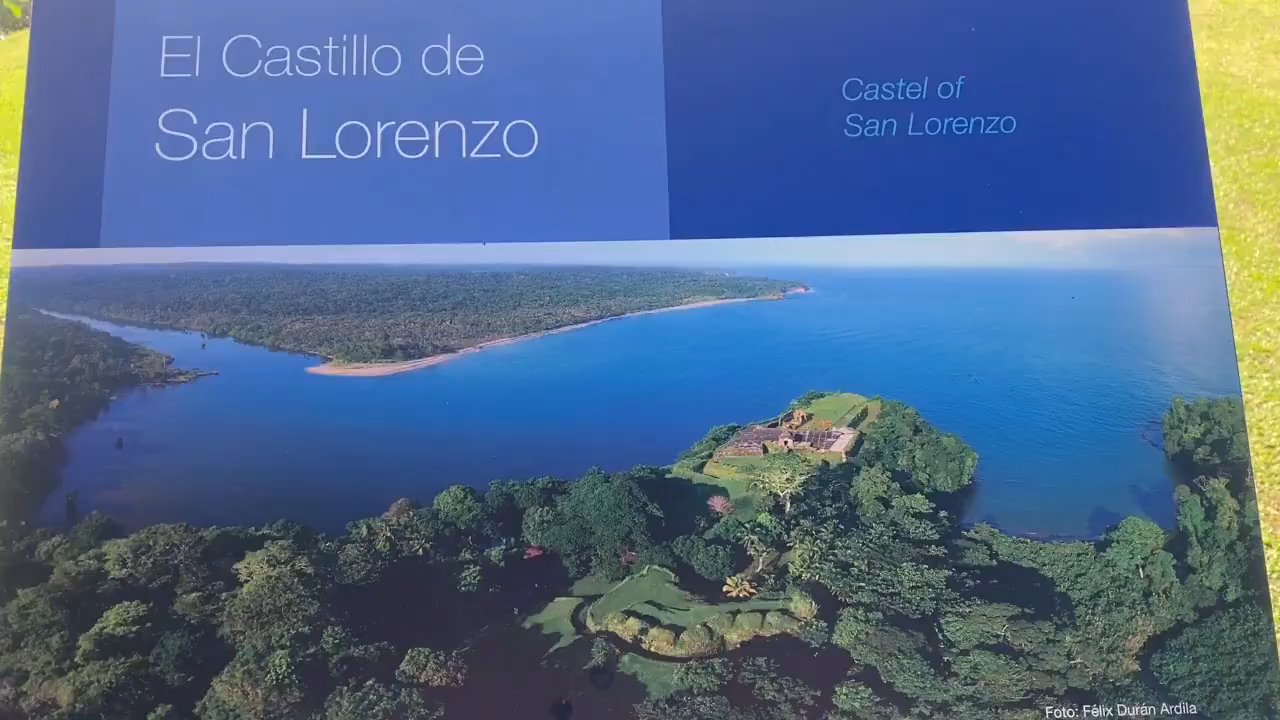 El Castillo de
San Lorenzo
Castel of
San Lorenzo
Foto: Félix Durán Ardila